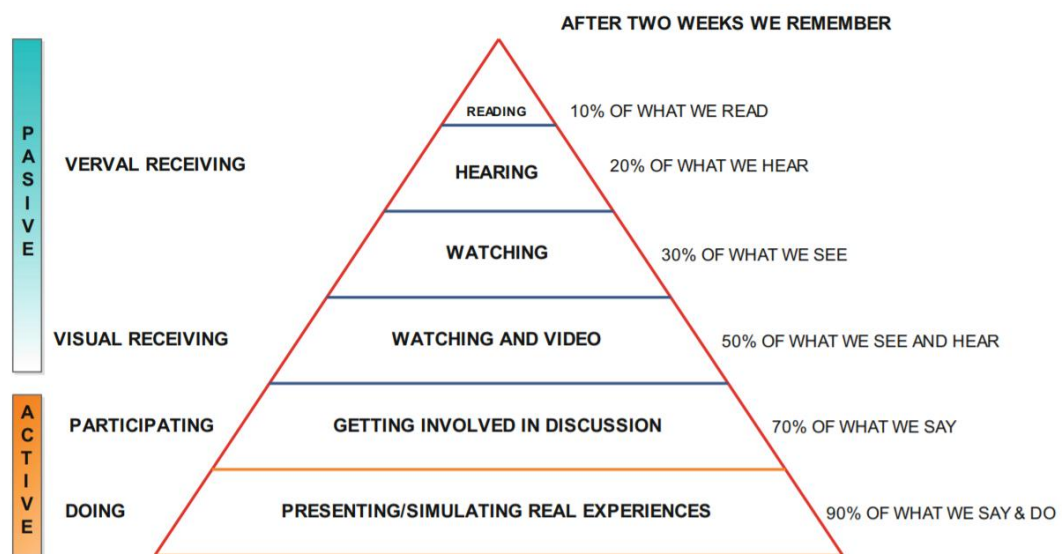 AFTER TWO WEEKS WE REMEMBER
PASIVE
READING
10% OF WHAT WE READ
VERVAL RECEIVING
HEARING
20% OF WHAT WE HEAR
WATCHING
30% OF WHAT WE SEE
VISUAL RECEIVING
WATCHING AND VIDEO
50% OF WHAT WE SEE AND HEAR
ACTIVE
PARTICIPATING
GETTING INVOLVED IN DISCUSSION
70% OF WHAT WE SAY
DOING
PRESENTING/SIMULATING REAL EXPERIENCES
90% OF WHAT WE SAY & DO